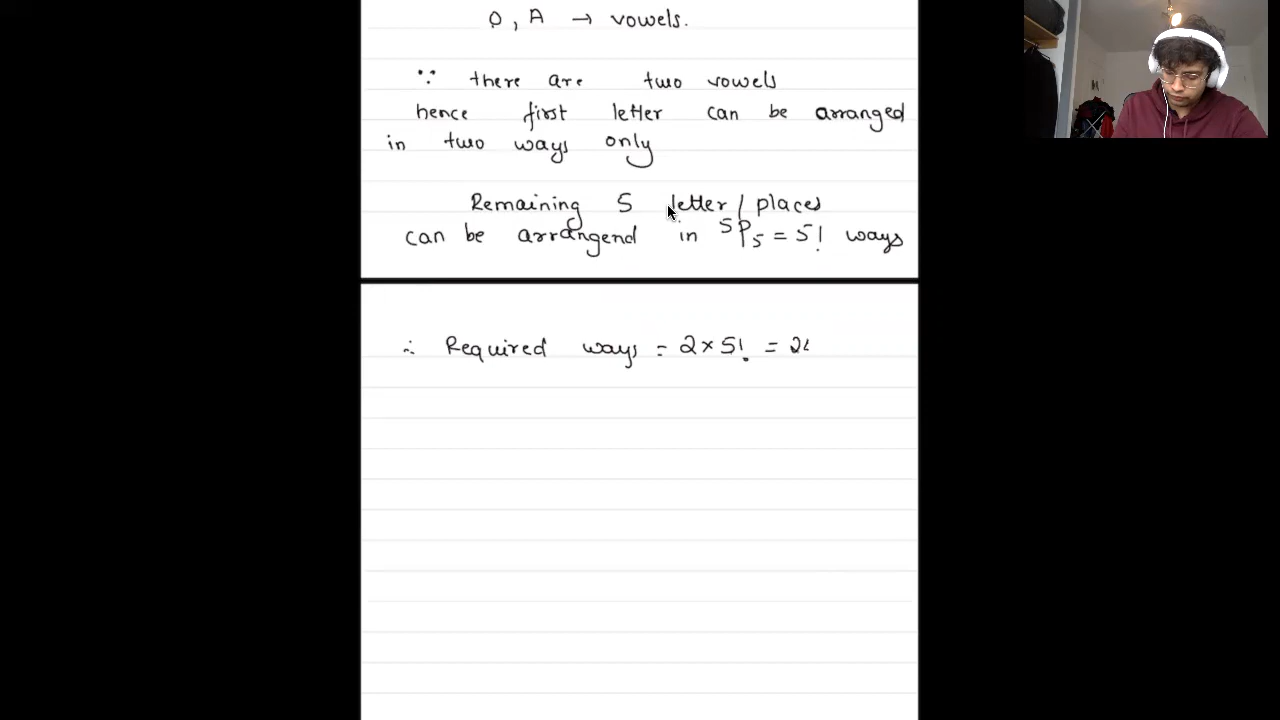 O, A → vowels.
∵ there are two vowels
hence first letter can be arranged
in two ways only
Remaining 5 letter / places
can be arrangend in ⁵P₅ = 5! ways
∴ Required ways = 2 × 5! =